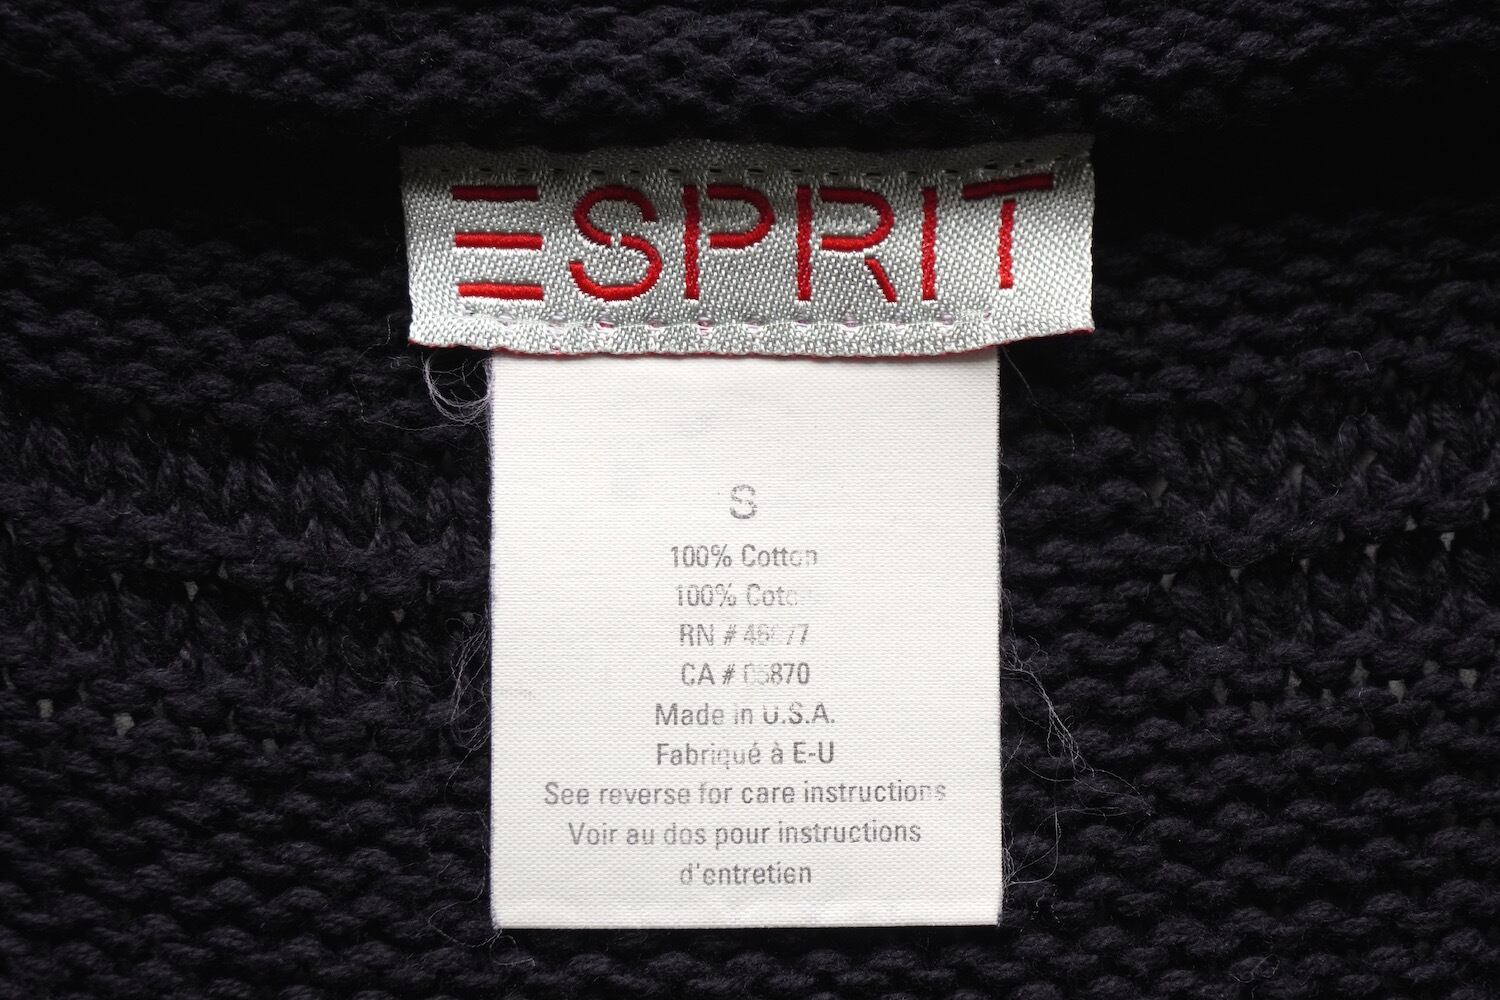 ESPRIT
S
100% Cotton
100% Coto
RN #
CA #
Made in U.S.A.
Fabriqué à E-U
See reverse for care instructions
Voir au dos pour instructions
d'entretien